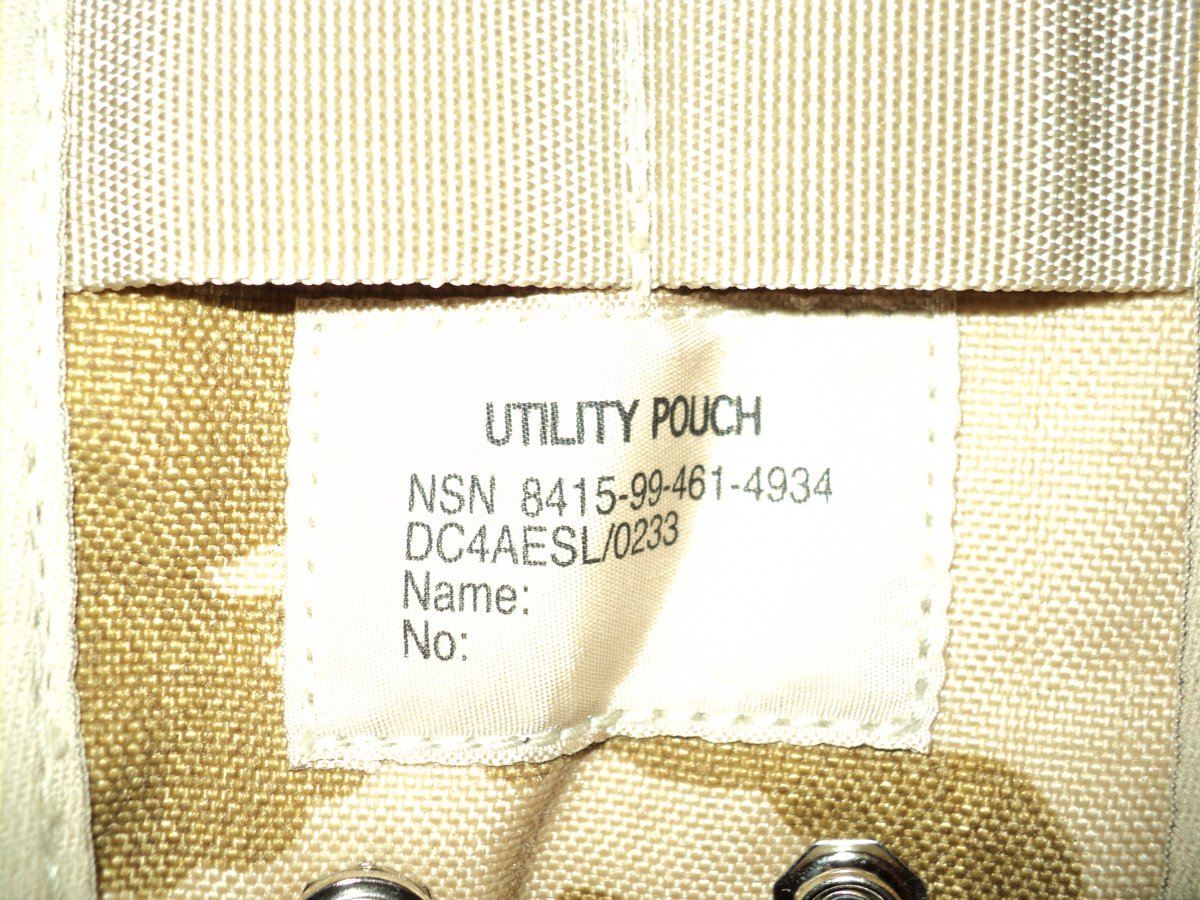 UTILITY POUCH
NSN 8415-99-461-4934
DC4AESL/0233
Name:
No: